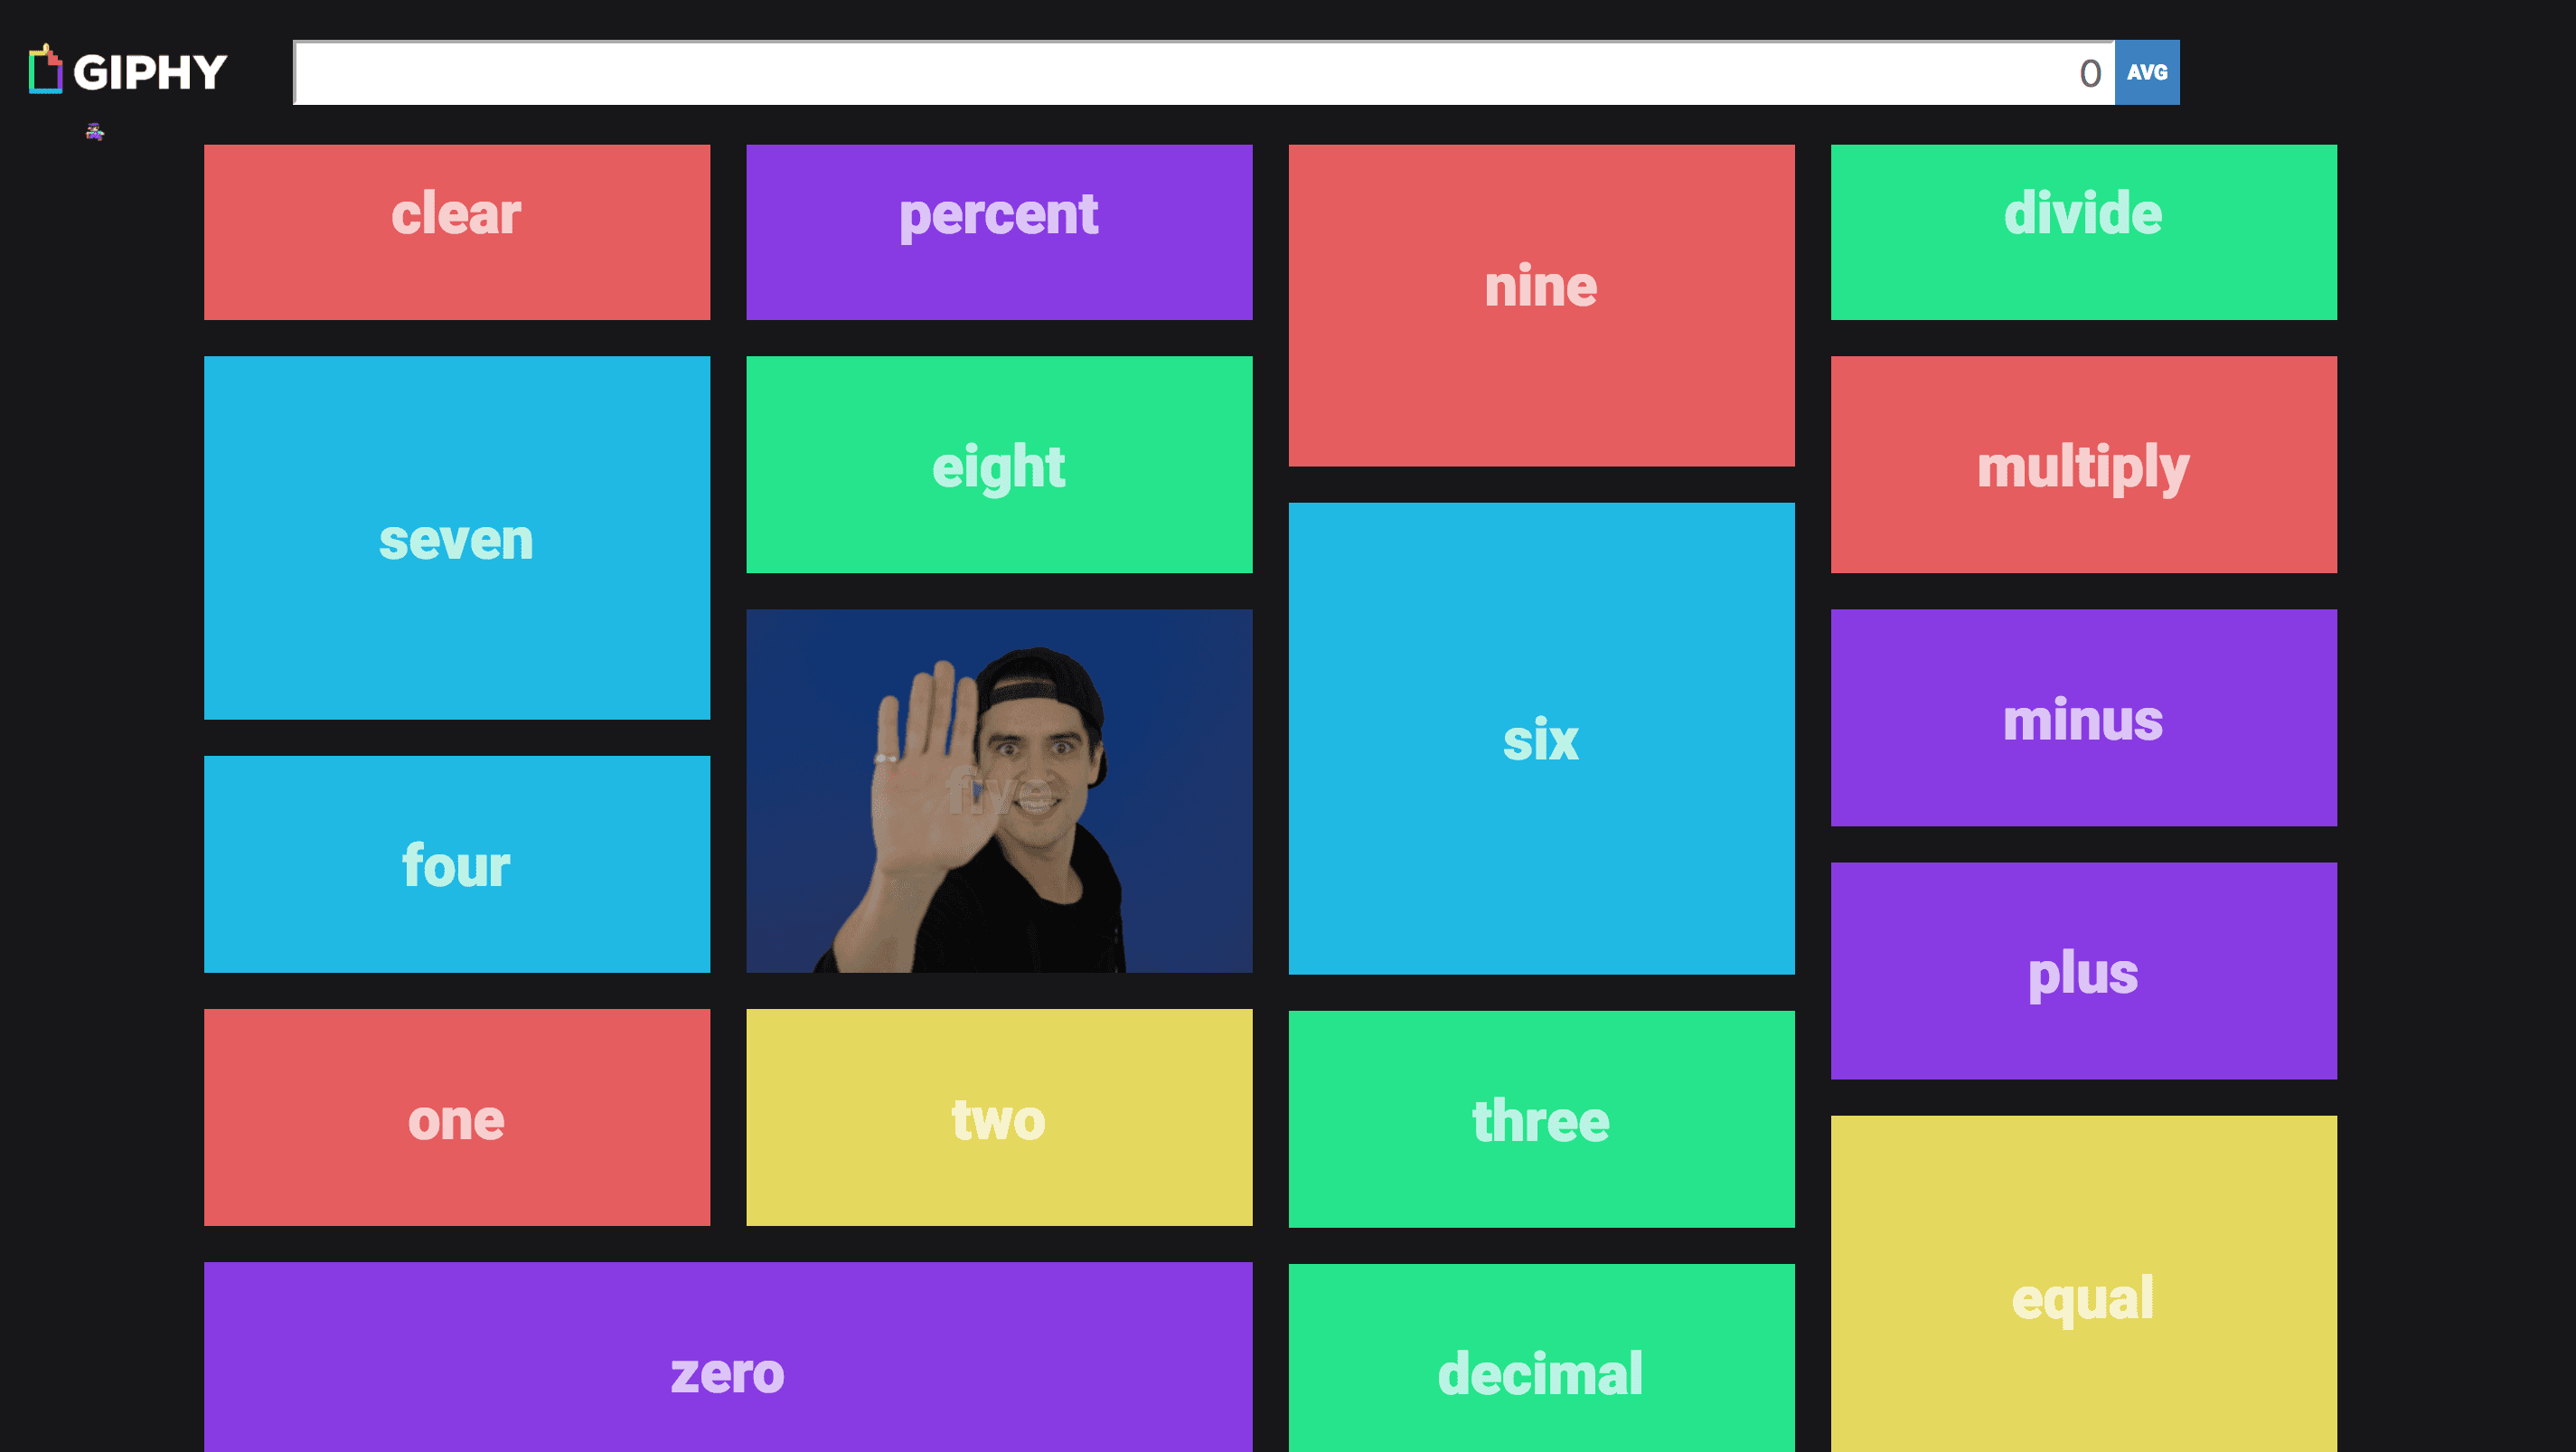 GIPHY
0
AVG
clear
percent
nine
divide
seven
eight
multiply
four
five
six
minus
plus
one
two
three
equal
zero
decimal